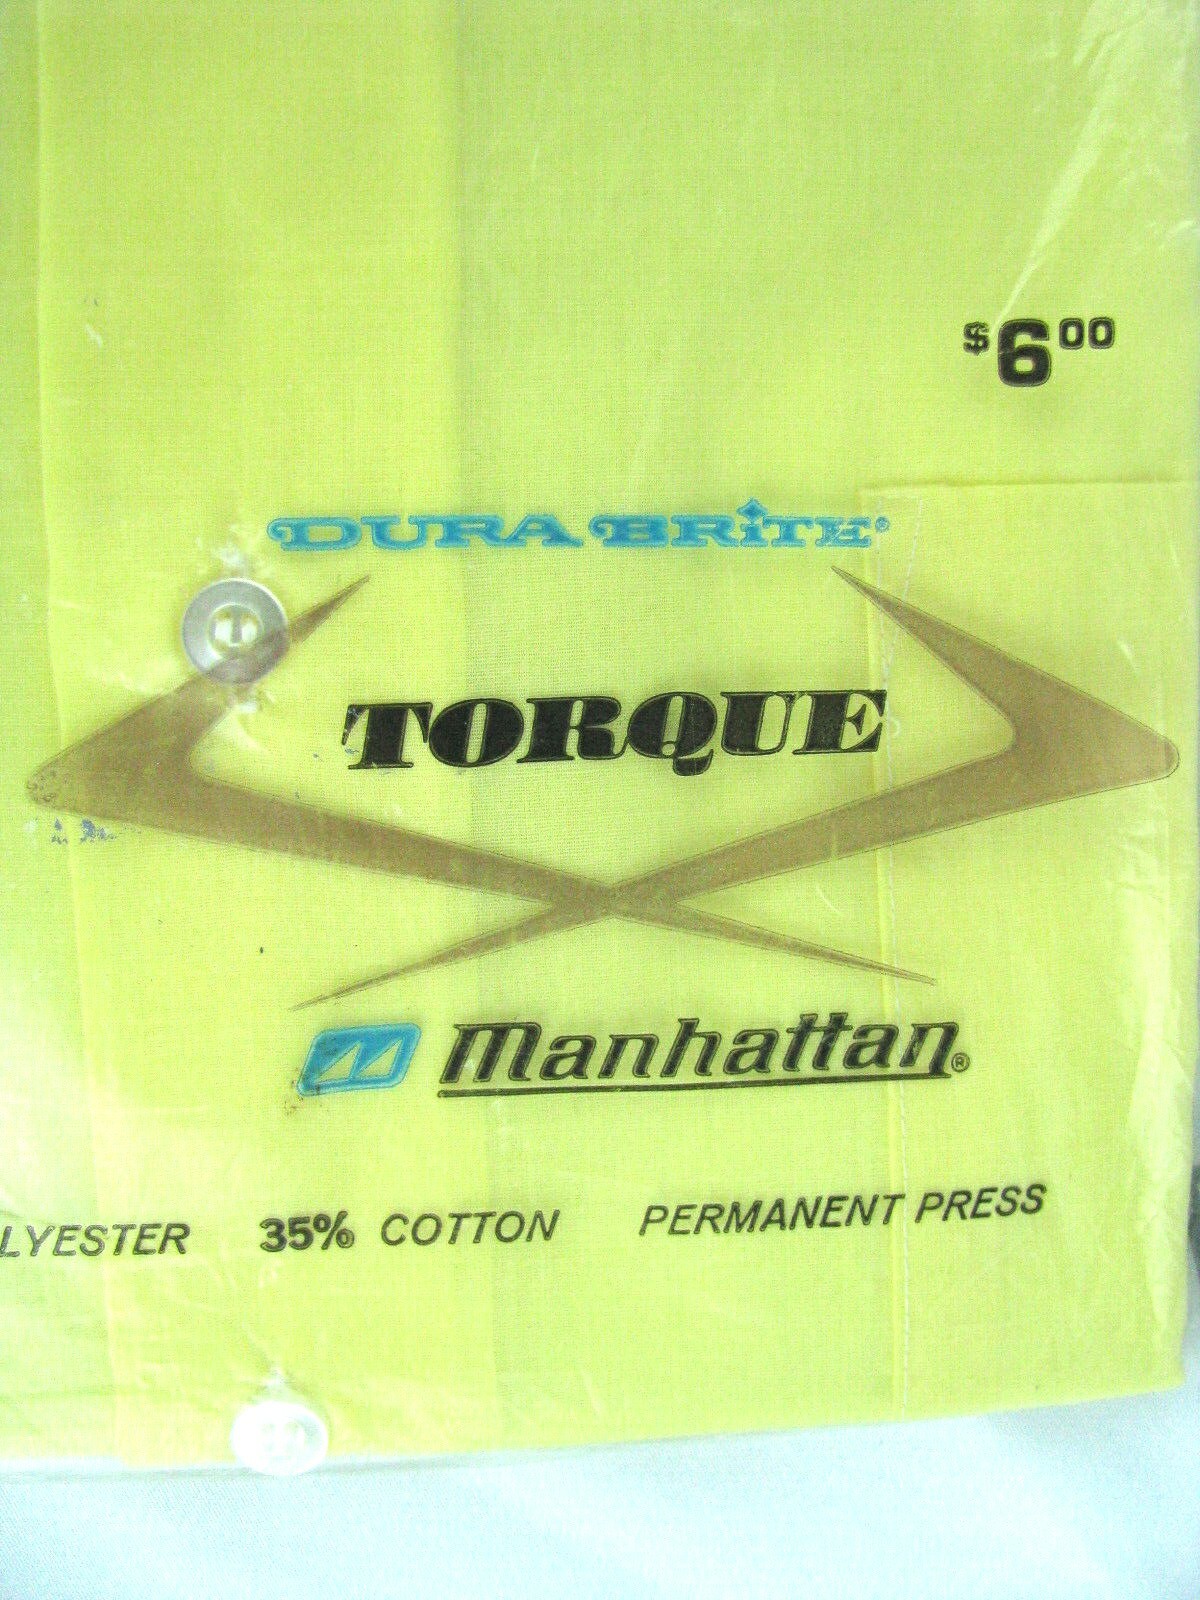 $6.00
DURA BRITE®
TORQUE
Manhattan®
LYESTER 35% COTTON PERMANENT PRESS